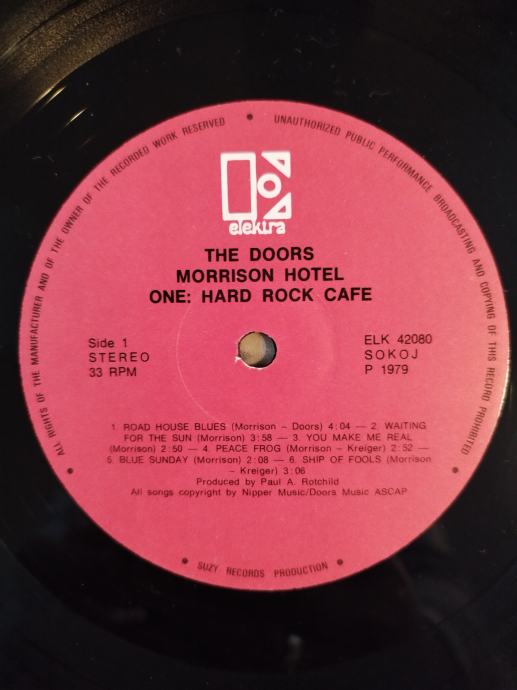 ALL RIGHTS OF THE MANUFACTURER AND OF THE OWNER OF THE RECORDED WORK RESERVED • UNAUTHORIZED PUBLIC PERFORMANCE BROADCASTING AND COPYING OF THIS RECORD PROHIBITED
elektra
THE DOORS
MORRISON HOTEL
ONE: HARD ROCK CAFE
Side 1
STEREO
33 RPM
ELK 42080
SOKOJ
P 1979
1. ROAD HOUSE BLUES (Morrison – Doors) 4:04 — 2. WAITING
FOR THE SUN (Morrison) 3:58 — 3. YOU MAKE ME REAL
(Morrison) 2:50 — 4. PEACE FROG (Morrison – Kreiger) 2:52 —
5. BLUE SUNDAY (Morrison) 2:08 — 6. SHIP OF FOOLS (Morrison
– Kreiger) 3:06
Produced by Paul A. Rotchild
All songs copyright by Nipper Music/Doors Music ASCAP
• SUZY RECORDS PRODUCTION •